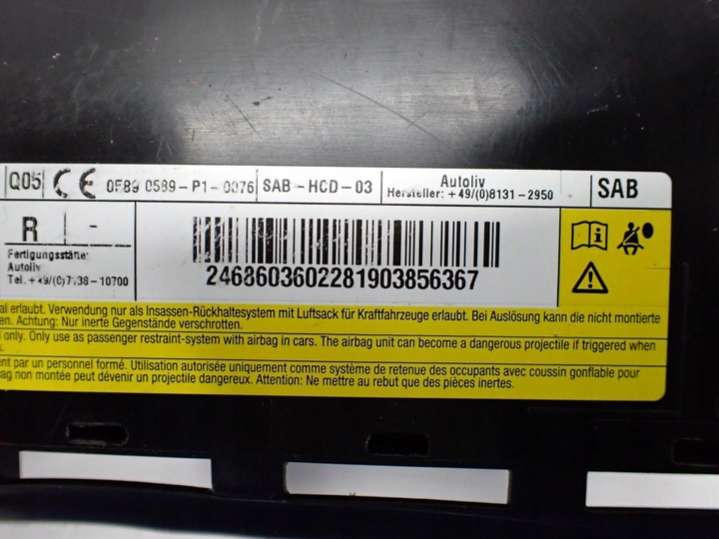 Q05 CE 0589 0589-P1-0076 SAB-HCD-03 Autoliv SAB
Hersteller: +49/(0)8131-2950
R -
Fertigungsstätte:
Autoliv
Tel. +49/(0)7138-10700
2468603602281903856367
al erlaubt. Verwendung nur als Insassen-Rückhaltesystem mit Luftsack für Kraftfahrzeuge erlaubt. Bei Auslösung kann die nicht montierte
en. Achtung: Nur inerte Gegenstände verschrotten.
only. Only use as passenger restraint-system with airbag in cars. The airbag unit can become a dangerous projectile if triggered when
ent par un personnel formé. Utilisation autorisée uniquement comme système de retenue des occupants avec coussin gonflable pour
ag non montée peut dévenir un projectile dangereux. Attention: Ne mettre au rebut que des pièces inertes.